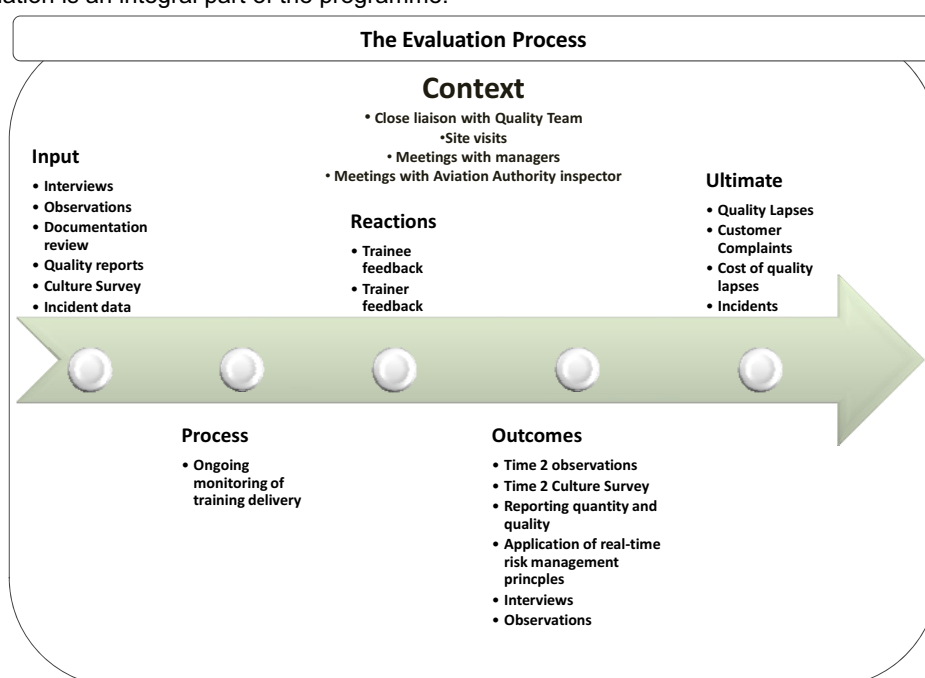 ation is an integral part of the programme.
The Evaluation Process
Context
• Close liaison with Quality Team
•Site visits
• Meetings with managers
• Meetings with Aviation Authority inspector
Input
• Interviews
• Observations
• Documentation
review
• Quality reports
• Culture Survey
• Incident data
Reactions
• Trainee
feedback
• Trainer
feedback
Ultimate
• Quality Lapses
• Customer
Complaints
• Cost of quality
lapses
• Incidents
Process
• Ongoing
monitoring of
training delivery
Outcomes
• Time 2 observations
• Time 2 Culture Survey
• Reporting quantity and
quality
• Application of real-time
risk management
princples
• Interviews
• Observations